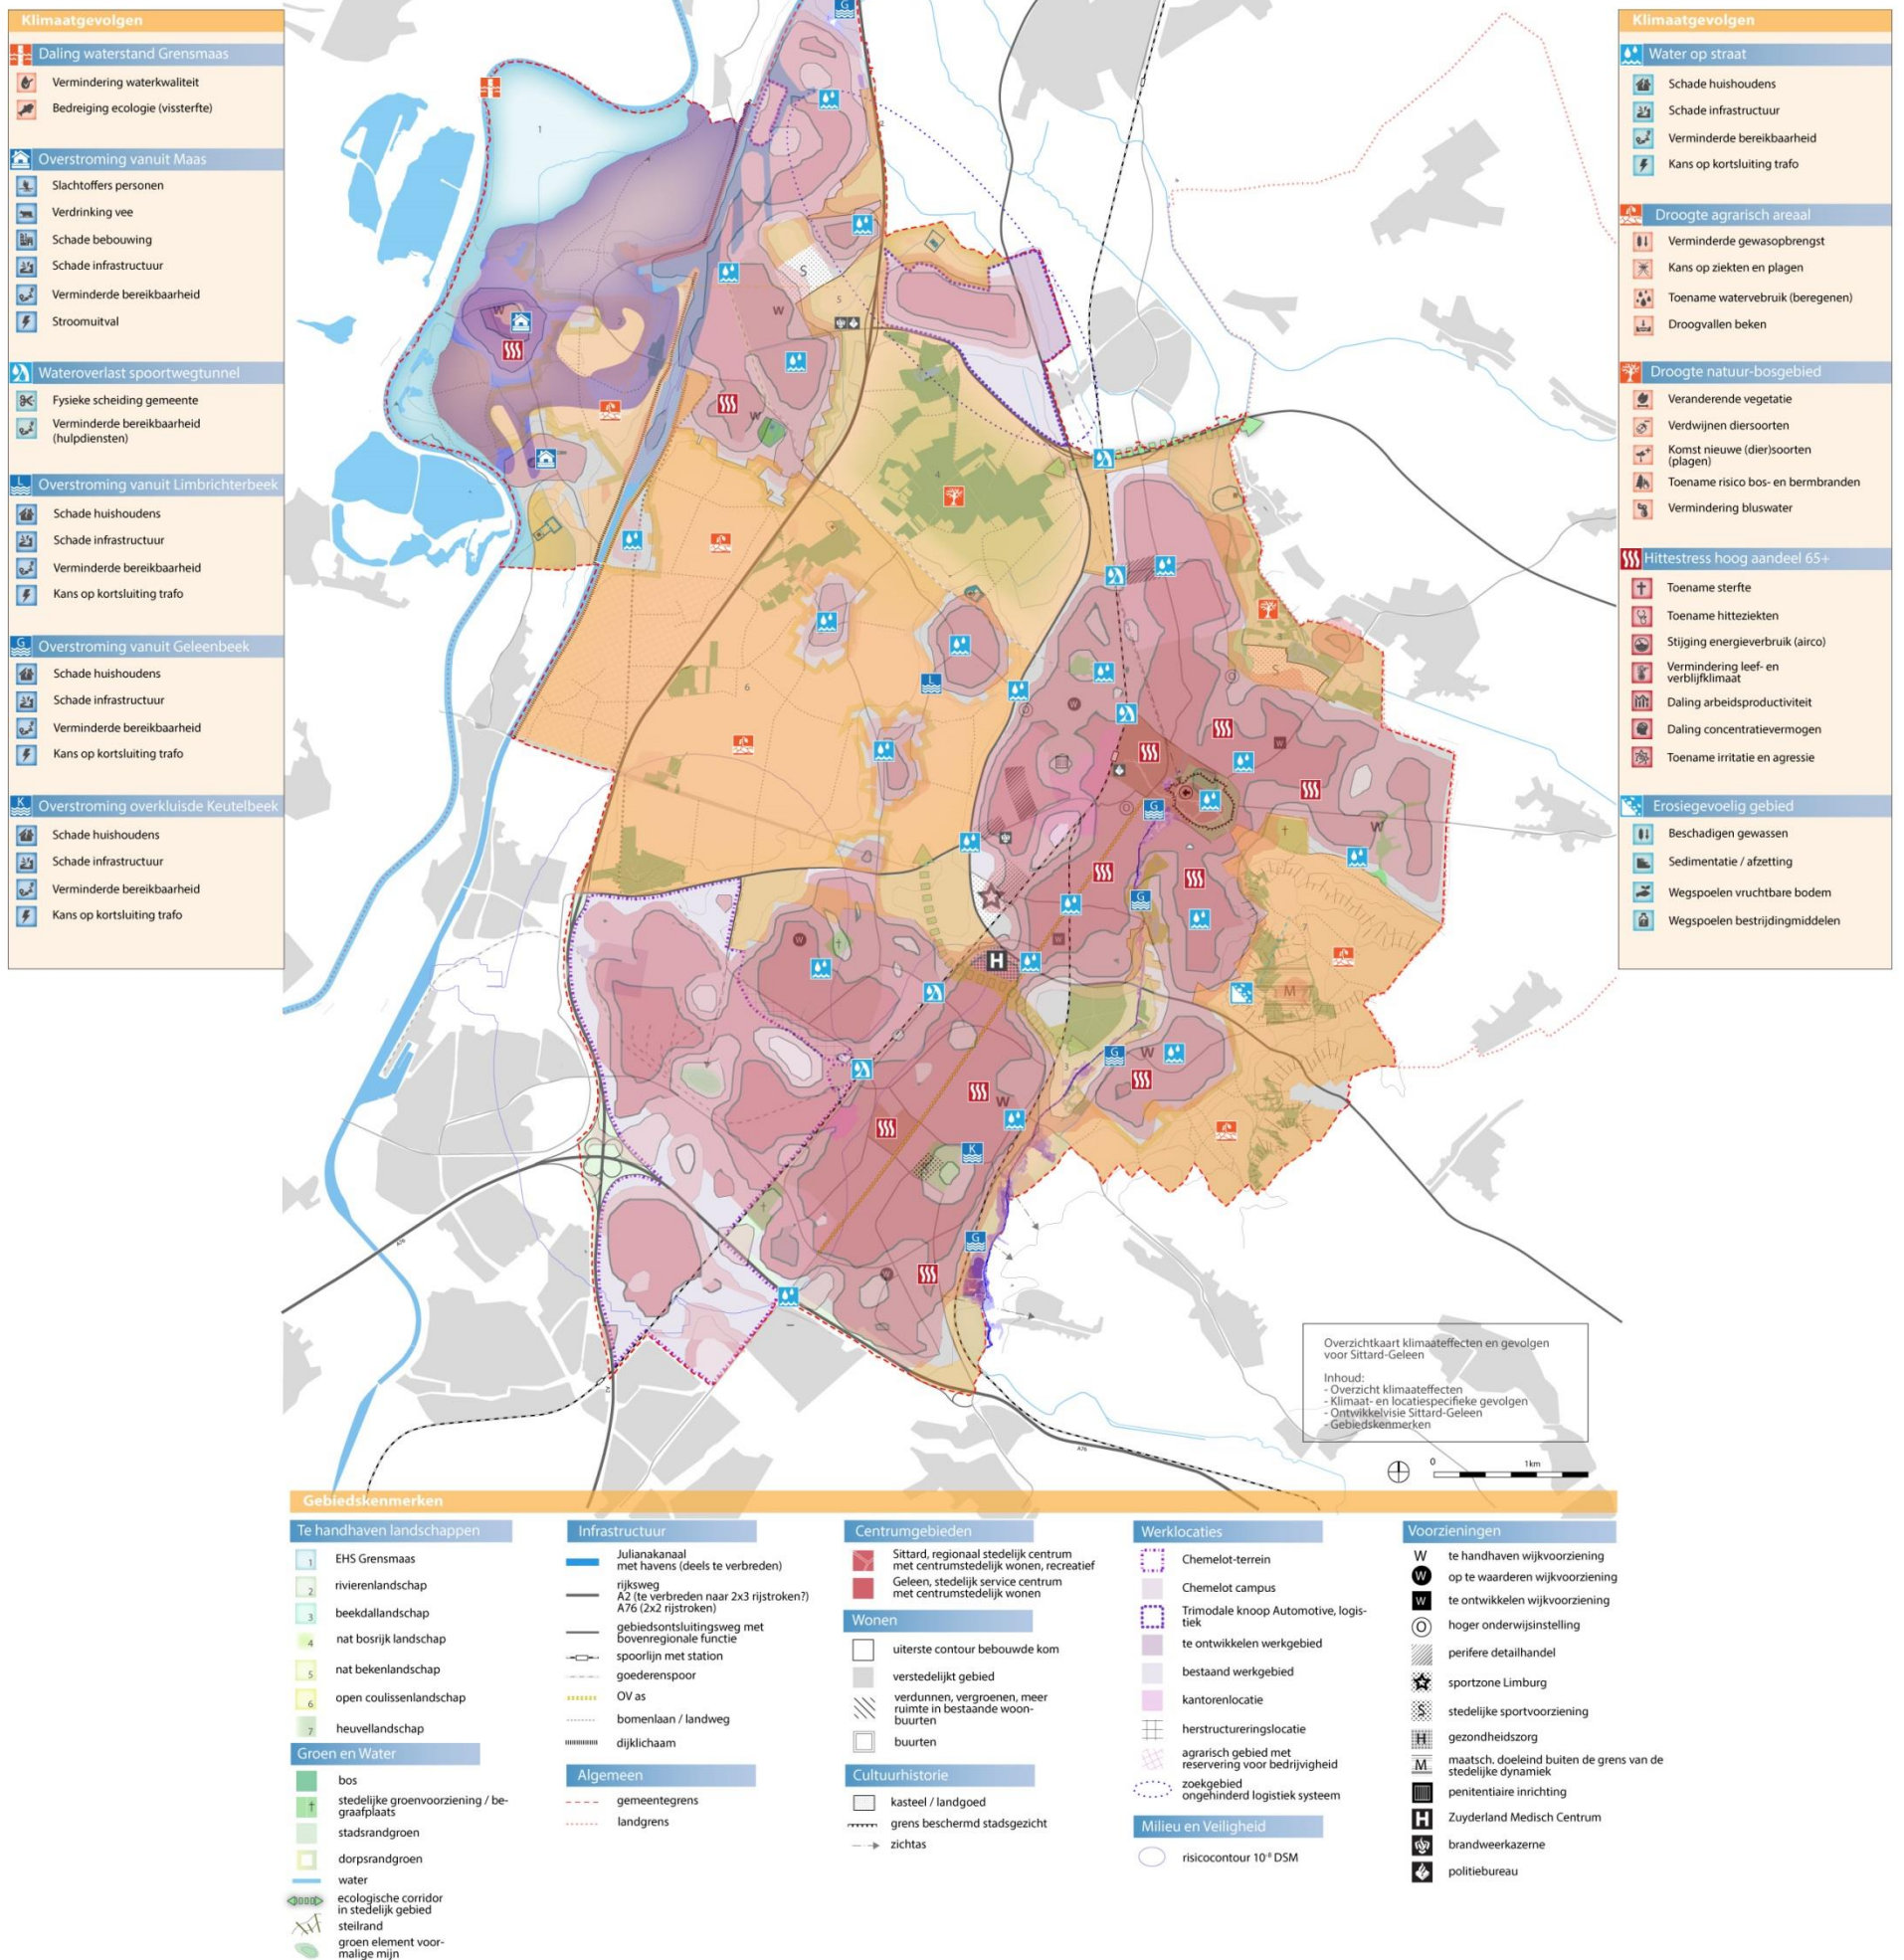 Klimaatgevolgen
Daling waterstand Grensmaas
Vermindering waterkwaliteit
Bedreiging ecologie (vissterfte)
Overstroming vanuit Maas
Slachtoffers personen
Verdrinking vee
Schade bebouwing
Schade infrastructuur
Verminderde bereikbaarheid
Stroomuitval
Wateroverlast spoortwegtunnel
Fysieke scheiding gemeente
Verminderde bereikbaarheid
(hulpdiensten)
L Overstroming vanuit Limbrichterbeek
Schade huishoudens
Schade infrastructuur
Verminderde bereikbaarheid
Kans op kortsluiting trafo
G Overstroming vanuit Geleenbeek
Schade huishoudens
Schade infrastructuur
Verminderde bereikbaarheid
Kans op kortsluiting trafo
K Overstroming overkluisde Keutelbeek
Schade huishoudens
Schade infrastructuur
Verminderde bereikbaarheid
Kans op kortsluiting trafo
Klimaatgevolgen
Water op straat
Schade huishoudens
Schade infrastructuur
Verminderde bereikbaarheid
Kans op kortsluiting trafo
Droogte agrarisch areaal
Verminderde gewasopbrengst
Kans op ziekten en plagen
Toename watervebruik (beregenen)
Droogvallen beken
Droogte natuur-bosgebied
Veranderende vegetatie
Verdwijnen diersoorten
Komst nieuwe (dier)soorten
(plagen)
Toename risico bos- en bermbranden
Vermindering bluswater
Hittestress hoog aandeel 65+
Toename sterfte
Toename hitteziekten
Stijging energieverbruik (airco)
Vermindering leef- en
verblijfklimaat
Daling arbeidsproductiviteit
Daling concentratievermogen
Toename irritatie en agressie
Erosiegevoelig gebied
Beschadigen gewassen
Sedimentatie / afzetting
Wegspoelen vruchtbare bodem
Wegspoelen bestrijdingmiddelen
G
1
S
W
S
W
2
W
4
S
L
6
W
W
O
G
O
W
G
W
W
7
H
M
G
W
3
W
K
G
W
A76
A2
A76
Overzichtkaart klimaateffecten en gevolgen
voor Sittard-Geleen
Inhoud:
- Overzicht klimaateffecten
- Klimaat- en locatiespecifieke gevolgen
- Ontwikkelvisie Sittard-Geleen
- Gebiedskenmerken
0 1km
Gebiedskenmerken
Te handhaven landschappen
1 EHS Grensmaas
2 rivierenlandschap
3 beekdallandschap
4 nat bosrijk landschap
5 nat bekenlandschap
6 open coulissenlandschap
7 heuvellandschap
Groen en Water
bos
stedelijke groenvoorziening / be-
graafplaats
stadsrandgroen
dorpsrandgroen
water
ecologische corridor
in stedelijk gebied
steilrand
groen element voor-
malige mijn
Infrastructuur
Julianakanaal
met havens (deels te verbreden)
rijksweg
A2 (te verbreden naar 2x3 rijstroken?)
A76 (2x2 rijstroken)
gebiedsontsluitingsweg met
bovenregionale functie
spoorlijn met station
goederenspoor
OV as
bomenlaan / landweg
dijklichaam
Algemeen
gemeentegrens
landgrens
Centrumgebieden
Sittard, regionaal stedelijk centrum
met centrumstedelijk wonen, recreatief
Geleen, stedelijk service centrum
met centrumstedelijk wonen
Wonen
uiterste contour bebouwde kom
verstedelijkt gebied
verdunnen, vergroenen, meer
ruimte in bestaande woon-
buurten
buurten
Cultuurhistorie
kasteel / landgoed
grens beschermd stadsgezicht
zichtas
Werklocaties
Chemelot-terrein
Chemelot campus
Trimodale knoop Automotive, logis-
tiek
te ontwikkelen werkgebied
bestaand werkgebied
kantorenlocatie
herstructureringslocatie
agrarisch gebied met
reservering voor bedrijvigheid
zoekgebied
ongehinderd logistiek systeem
Milieu en Veiligheid
risicocontour 10⁻⁸ DSM
Voorzieningen
W te handhaven wijkvoorziening
W op te waarderen wijkvoorziening
W te ontwikkelen wijkvoorziening
O hoger onderwijsinstelling
perifere detailhandel
sportzone Limburg
S stedelijke sportvoorziening
H gezondheidszorg
M maatsch. doeleind buiten de grens van de
stedelijke dynamiek
penitentiaire inrichting
H Zuyderland Medisch Centrum
brandweerkazerne
politiebureau